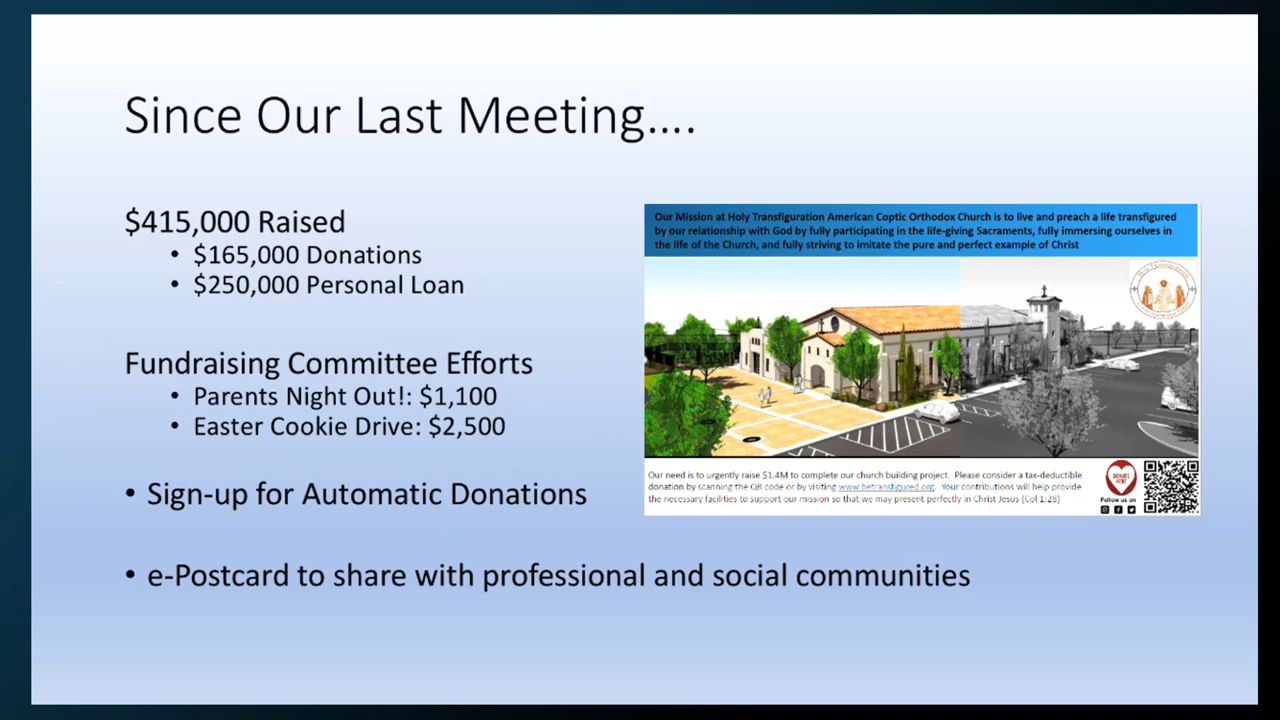 Since Our Last Meeting....
$415,000 Raised
• $165,000 Donations
• $250,000 Personal Loan
Fundraising Committee Efforts
• Parents Night Out!: $1,100
• Easter Cookie Drive: $2,500
• Sign-up for Automatic Donations
• e-Postcard to share with professional and social communities
Our Mission at Holy Transfiguration American Coptic Orthodox Church is to live and preach a life transfigured
by our relationship with God by fully participating in the life-giving Sacraments, fully immersing ourselves in
the life of the Church, and fully striving to imitate the pure and perfect example of Christ
Our need is to urgently raise $1.4M to complete our church building project. Please consider a tax-deductible
donation by scanning the QR code or by visiting www.betransfigured.org. Your contributions will help provide
the necessary facilities to support our mission so that we may present perfectly in Christ Jesus (Col 1:28)
DONATE
HERE
Follow us on